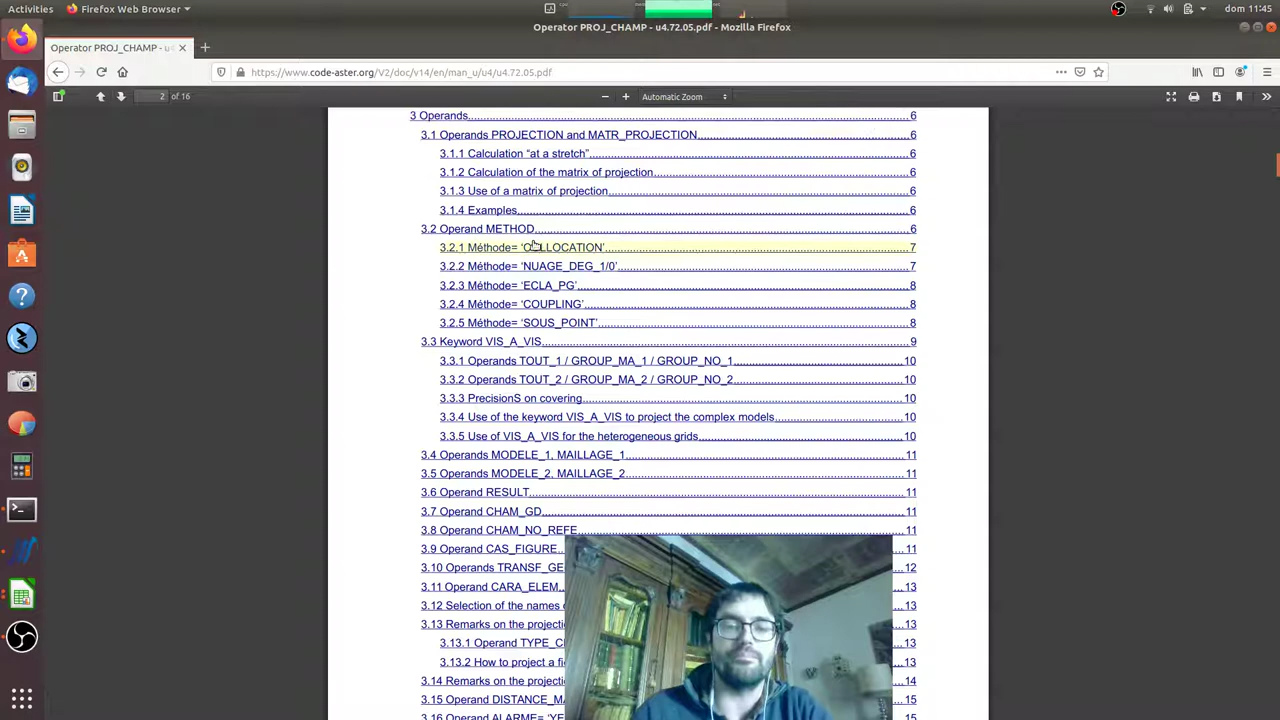 Activities
Firefox Web Browser
dom 11:45
Operator PROJ_CHAMP - u4.72.05.pdf - Mozilla Firefox
Operator PROJ_CHAMP - u4
https://www.code-aster.org/V2/doc/v14/en/man_u/u4/u4.72.05.pdf
2 of 16
Automatic Zoom
3 Operands 6
3.1 Operands PROJECTION and MATR_PROJECTION 6
3.1.1 Calculation “at a stretch” 6
3.1.2 Calculation of the matrix of projection 6
3.1.3 Use of a matrix of projection 6
3.1.4 Examples 6
3.2 Operand METHOD 6
3.2.1 Méthode= ‘COLLOCATION’ 7
3.2.2 Méthode= ‘NUAGE_DEG_1/0’ 7
3.2.3 Méthode= ‘ECLA_PG’ 8
3.2.4 Méthode= ‘COUPLING’ 8
3.2.5 Méthode= ‘SOUS_POINT’ 8
3.3 Keyword VIS_A_VIS 9
3.3.1 Operands TOUT_1 / GROUP_MA_1 / GROUP_NO_1 10
3.3.2 Operands TOUT_2 / GROUP_MA_2 / GROUP_NO_2 10
3.3.3 PrecisionS on covering 10
3.3.4 Use of the keyword VIS_A_VIS to project the complex models 10
3.3.5 Use of VIS_A_VIS for the heterogeneous grids 10
3.4 Operands MODELE_1, MAILLAGE_1 11
3.5 Operands MODELE_2, MAILLAGE_2 11
3.6 Operand RESULT 11
3.7 Operand CHAM_GD 11
3.8 Operand CHAM_NO_REFE 11
3.9 Operand CAS_FIGURE 11
3.10 Operands TRANSF_GE 12
3.11 Operand CARA_ELEM 13
3.12 Selection of the names 13
3.13 Remarks on the projecti 13
3.13.1 Operand TYPE_C 13
3.13.2 How to project a fi 13
3.14 Remarks on the projecti 14
3.15 Operand DISTANCE_M 15
3.16 Operand ALARME= ‘YE 15